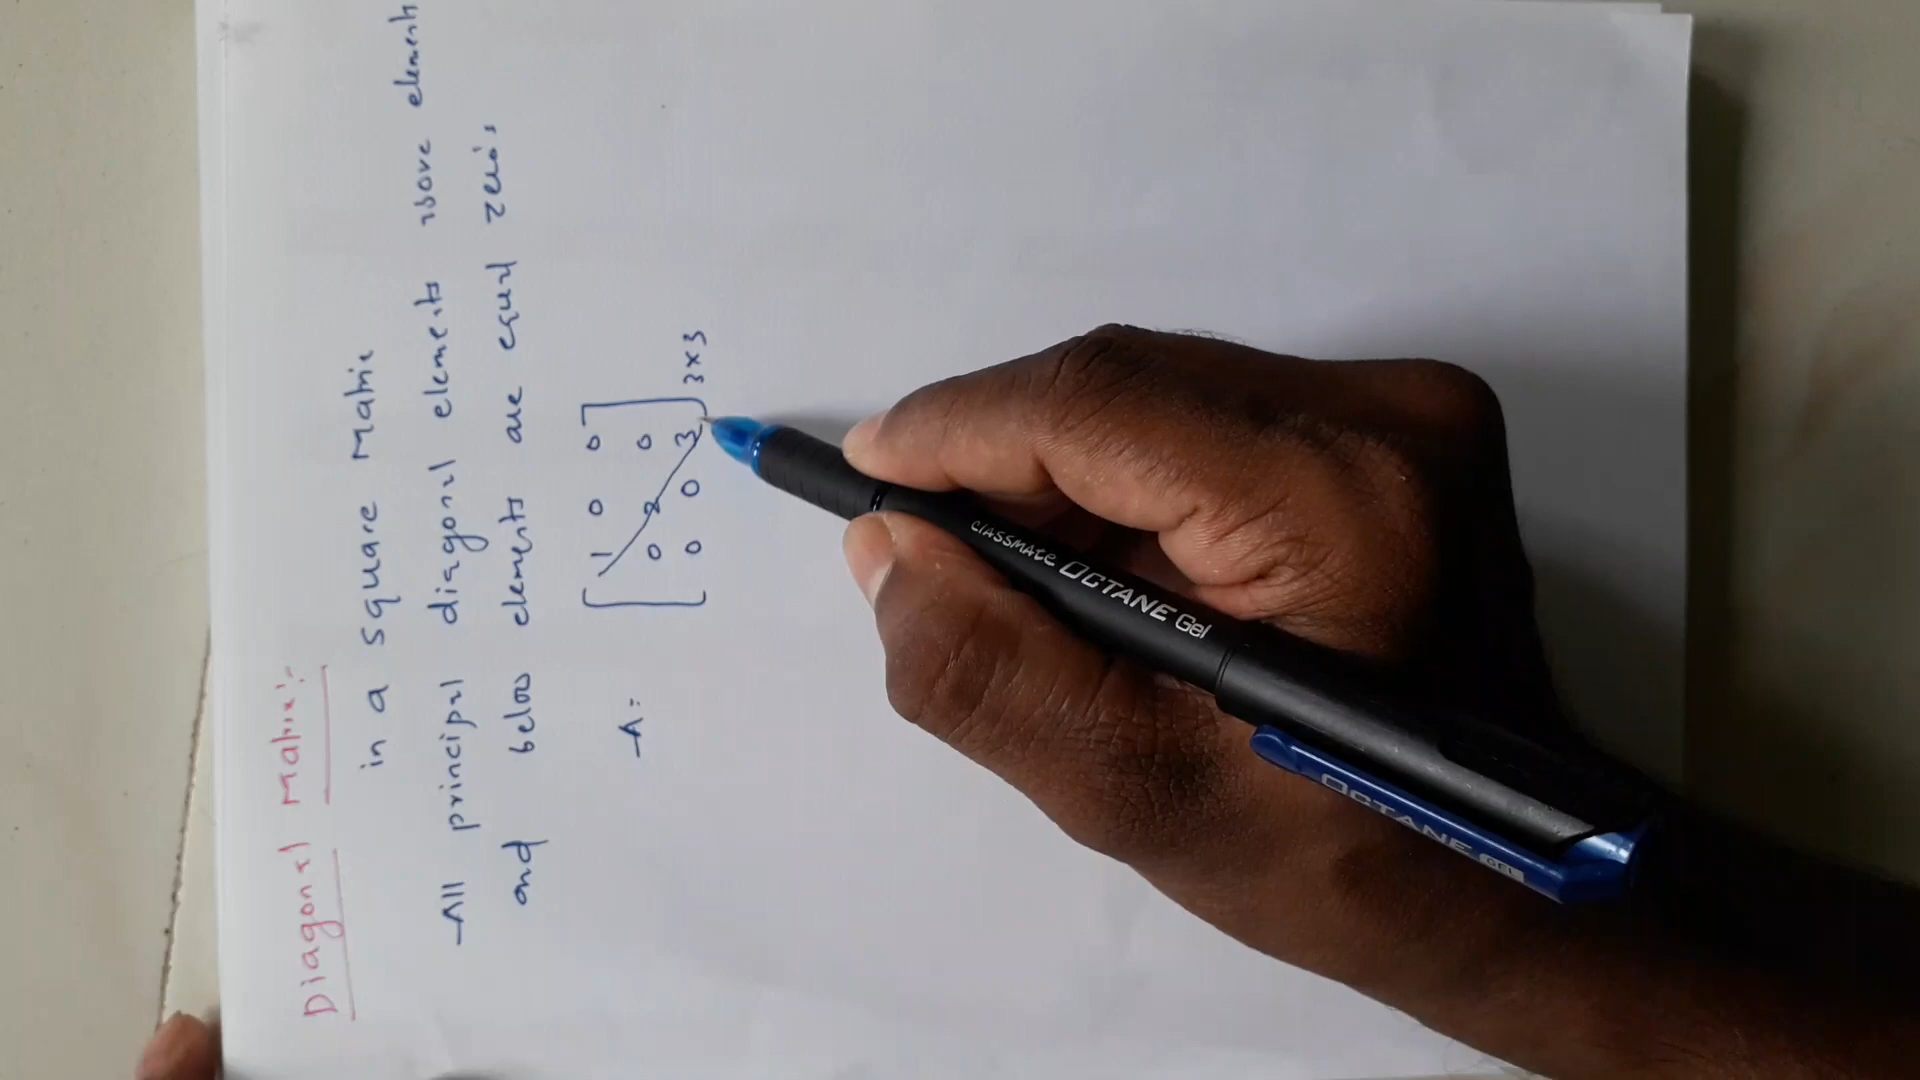 Diagonal Matrix:-
in a square Matrix
All principal diagonal elements above elements
and below elements are equal zero's
A =
[ 1 0 0
0 2 0
0 0 3 ] 3×3
classmate OCTANE Gel
OCTANE GEL